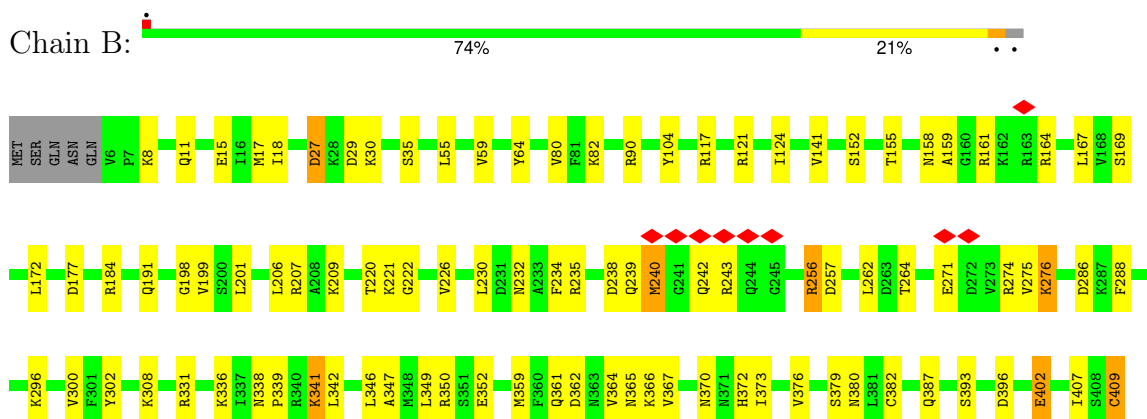 Chain B:
74% 21%
MET SER GLN ASN GLN V6 P7 K8 Q11 E15 I16 M17 I18 D27 K28 D29 K30 S35 L55 V59 Y64 V80 F81 K82 R90 Y104 R117 R121 I124 V141 S152 T155 N158 A159 G160 R161 K162 R163 R164 L167 V168 S169
L172 D177 R184 Q191 G198 V199 S200 L201 L206 R207 A208 K209 T220 K221 G222 V226 L230 D231 N232 A233 F234 R235 D238 Q239 M240 G241 Q242 R243 Q244 G245 R256 D257 L262 D263 T264 E271 D272 V273 R274 V275 K276 D286 K287 F288
K296 V300 F301 Y302 K308 R331 K336 I337 N338 P339 R340 K341 L342 L346 A347 M348 L349 R350 S351 E352 M359 F360 Q361 D362 N363 V364 N365 K366 V367 N370 N371 H372 I373 V376 S379 N380 L381 C382 Q387 S393 D396 E402 I407 S408 C409